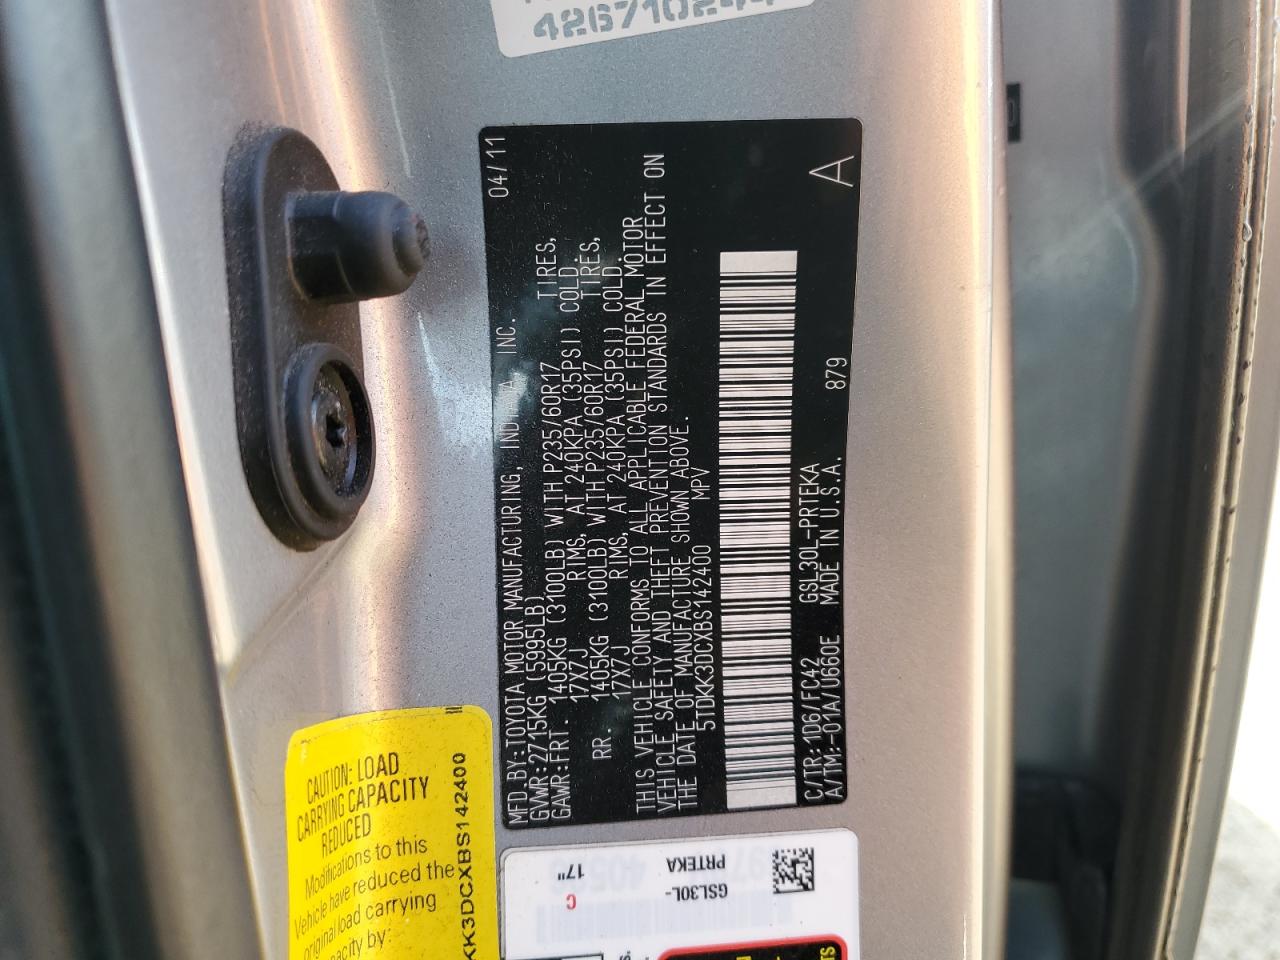 426710244
04/11
MFD.BY:TOYOTA MOTOR MANUFACTURING, INDIANA, INC.
GVWR:2715KG (5995LB)
GAWR:FRT. 1405KG (3100LB) WITH P235/60R17 TIRES,
17X7J RIMS, AT 240KPA (35PSI) COLD
RR. 1405KG (3100LB) WITH P235/60R17 TIRES,
17X7J RIMS, AT 240KPA (35PSI) COLD.
THIS VEHICLE CONFORMS TO ALL APPLICABLE FEDERAL MOTOR
VEHICLE SAFETY AND THEFT PREVENTION STANDARDS IN EFFECT ON
THE DATE OF MANUFACTURE SHOWN ABOVE.
5TDKK3DCXBS142400 MPV
A
C/TR:1D6/FC42 GSL30L-PRTEKA 879
A/TM:-01A/U660E MADE IN U.S.A.
CAUTION: LOAD
CARRYING CAPACITY
REDUCED
Modifications to this
Vehicle have reduced the
original load carrying
by:
KK3DCXBS142400
GSL30L-
PRTEKA
17"
C